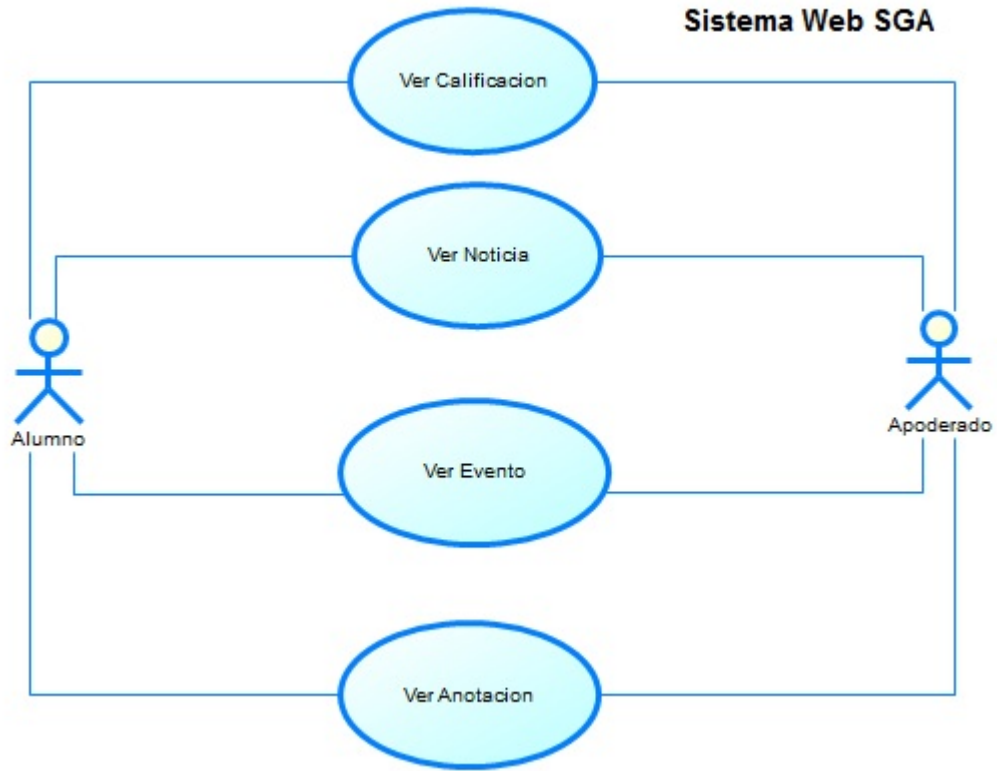 Sistema Web SGA
Ver Calificacion
Ver Noticia
Alumno
Apoderado
Ver Evento
Ver Anotacion